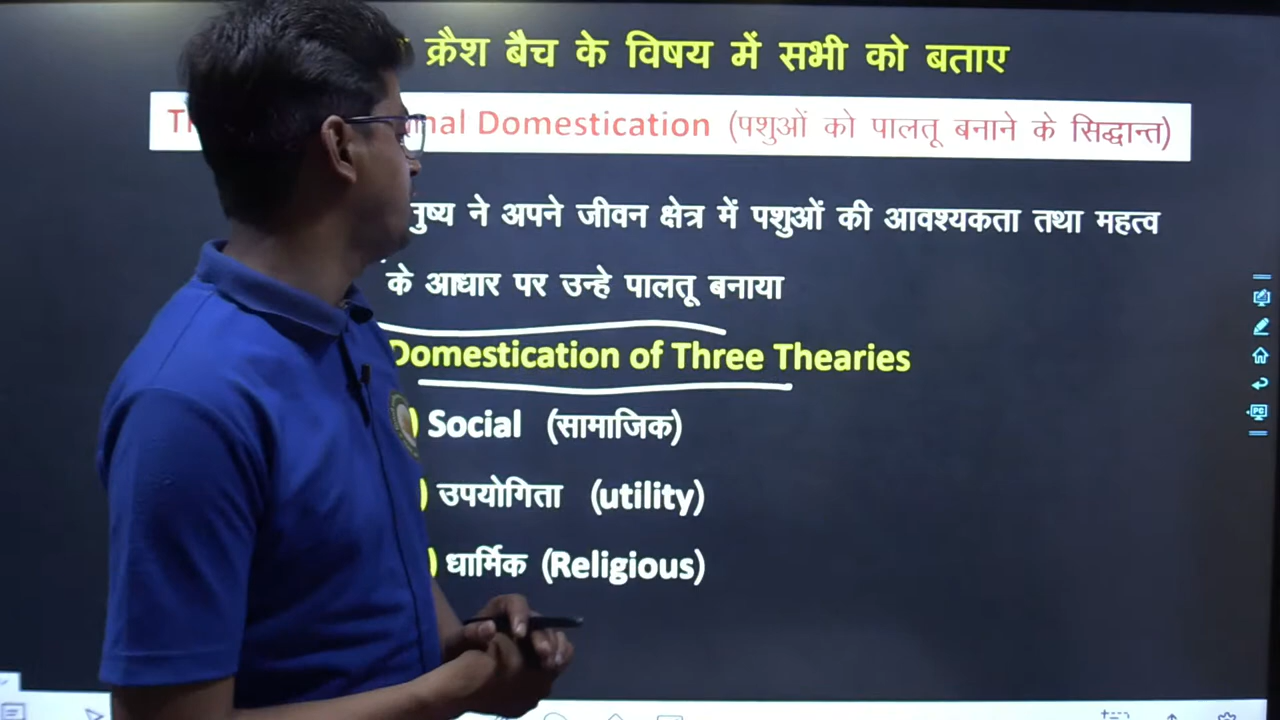 क्रैश बैच के विषय में सभी को बताए
Domestication (पशुओं को पालतू बनाने के सिद्धान्त)
ने अपने जीवन क्षेत्र में पशुओं की आवश्यकता तथा महत्व
के आधार पर उन्हे पालतू बनाया
Domestication of Three Thearies
) Social (सामाजिक)
) उपयोगिता (utility)
) धार्मिक (Religious)
PC